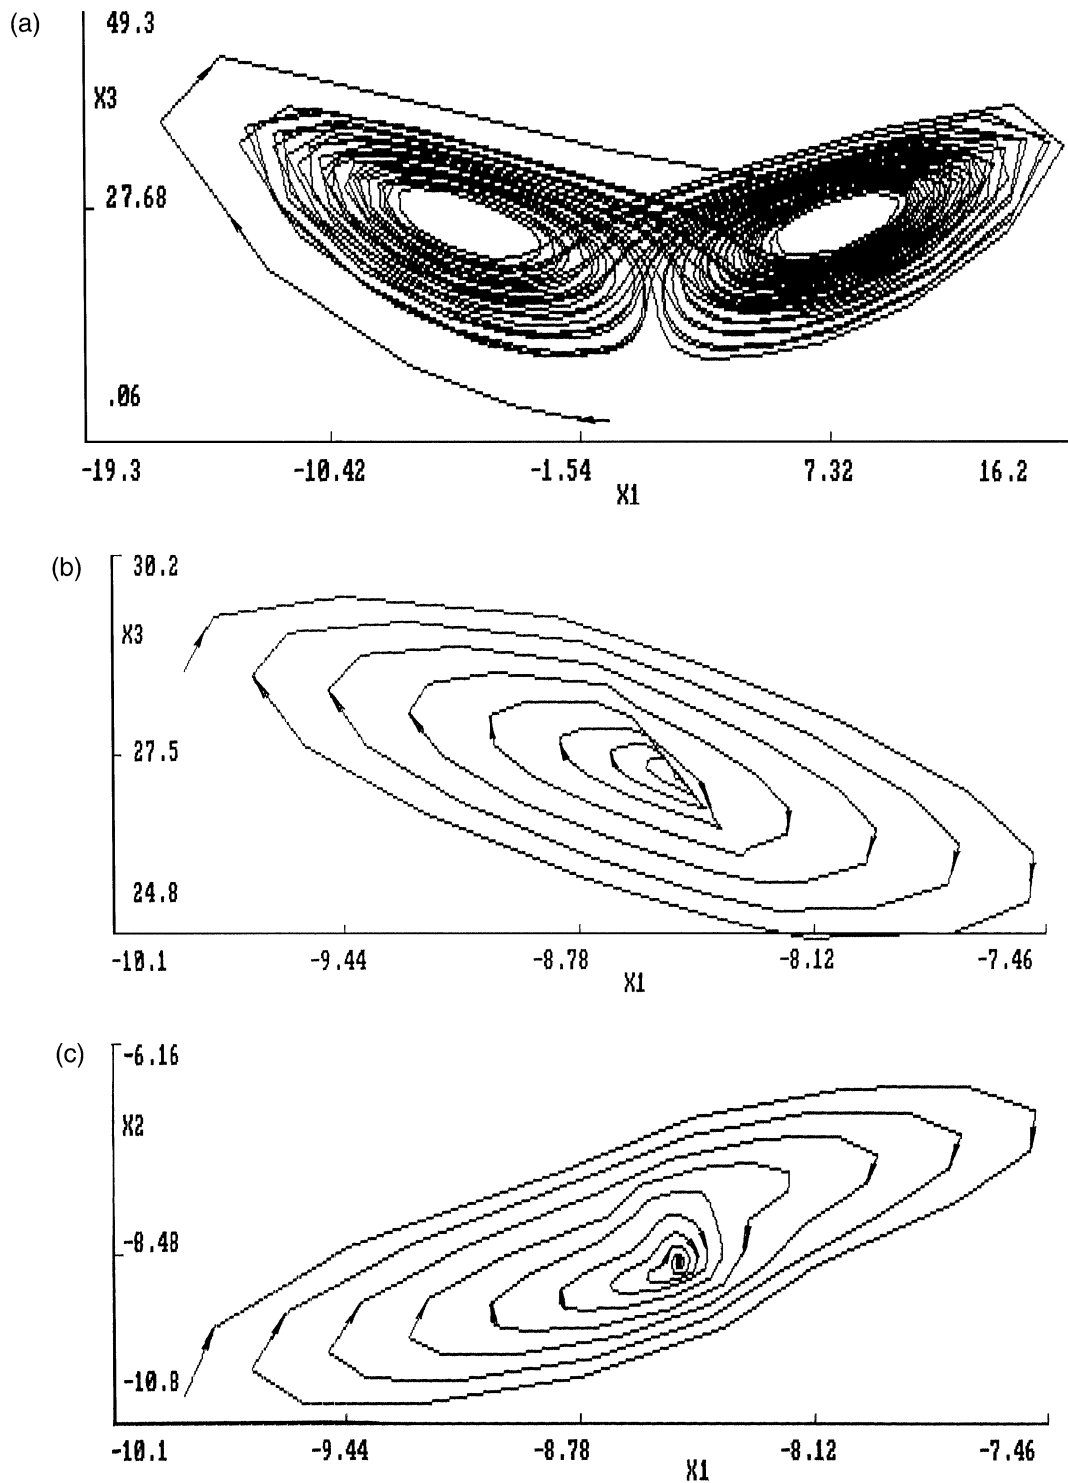 (a)
49.3
X3
27.68
.06
-19.3 -10.42 -1.54 7.32 16.2
X1
(b)
30.2
X3
27.5
24.8
-10.1 -9.44 -8.78 -8.12 -7.46
X1
(c)
-6.16
X2
-8.48
-10.8
-10.1 -9.44 -8.78 -8.12 -7.46
X1